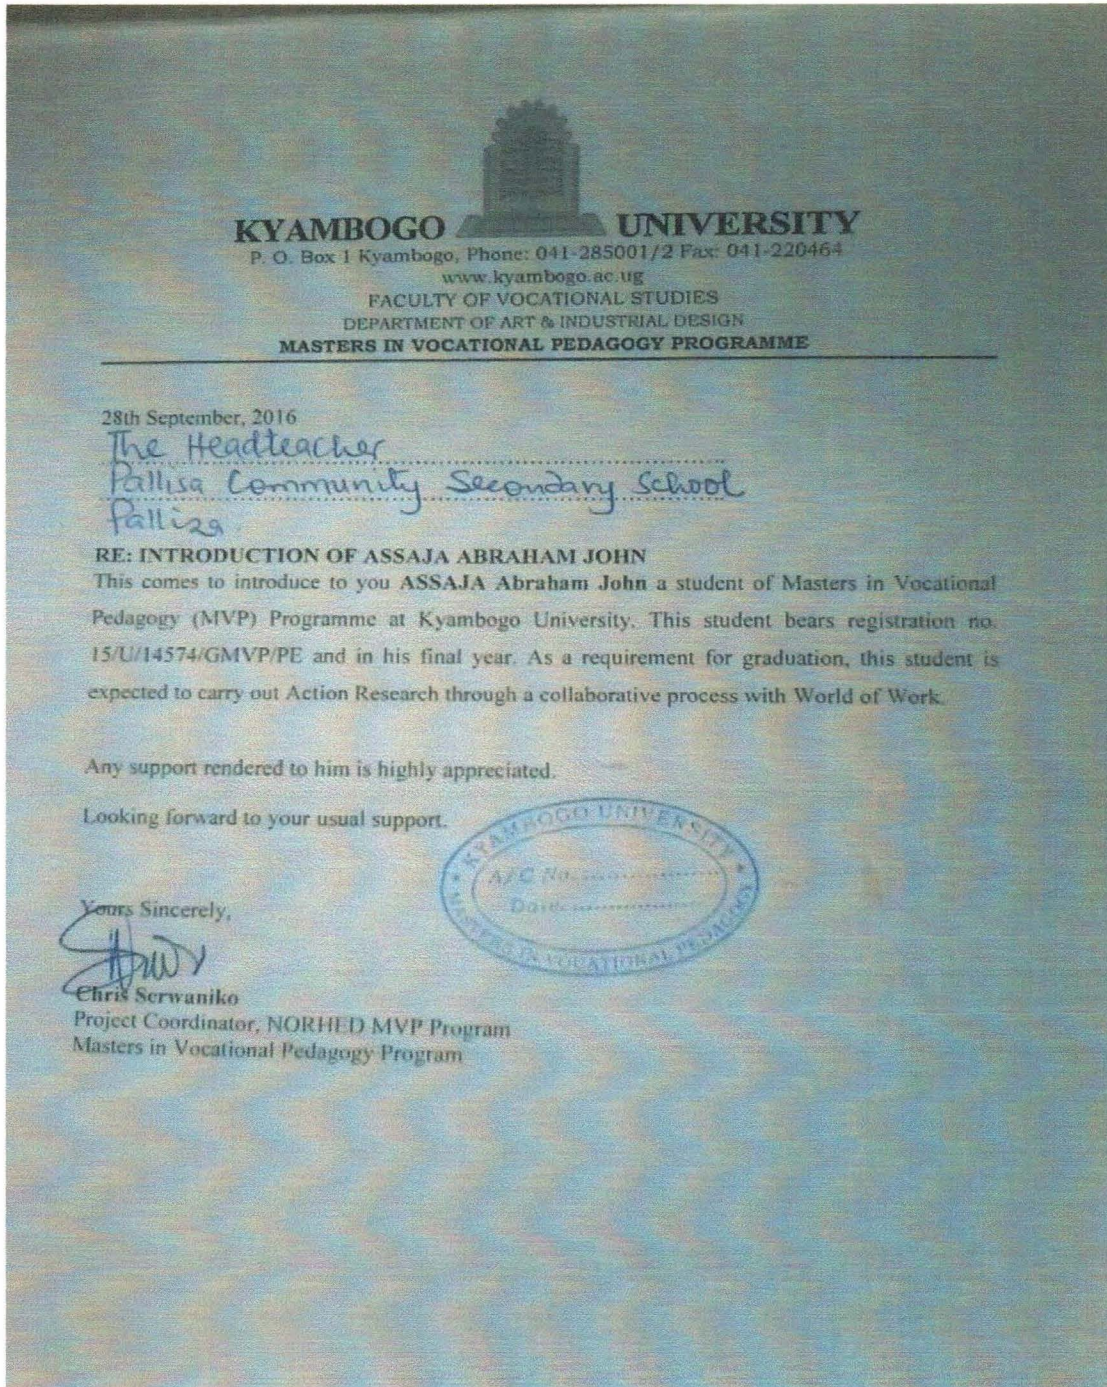 KYAMBOGO UNIVERSITY
P. O. Box 1 Kyambogo, Phone: 041-285001/2 Fax: 041-220464
www.kyambogo.ac.ug
FACULTY OF VOCATIONAL STUDIES
DEPARTMENT OF ART & INDUSTRIAL DESIGN
MASTERS IN VOCATIONAL PEDAGOGY PROGRAMME
28th September, 2016
The Headteacher
Pallisa Community Secondary School
Palliza
RE: INTRODUCTION OF ASSAJA ABRAHAM JOHN
This comes to introduce to you ASSAJA Abraham John a student of Masters in Vocational
Pedagogy (MVP) Programme at Kyambogo University. This student bears registration no.
15/U/14574/GMVP/PE and in his final year. As a requirement for graduation, this student is
expected to carry out Action Research through a collaborative process with World of Work.
Any support rendered to him is highly appreciated.
Looking forward to your usual support.
★ KYAMBOGO UNIVERSITY ★
A/C No....................
Date......................
MASTERS IN VOCATIONAL PEDAGOGY
Yours Sincerely,
Chris Serwaniko
Project Coordinator, NORHED MVP Program
Masters in Vocational Pedagogy Program